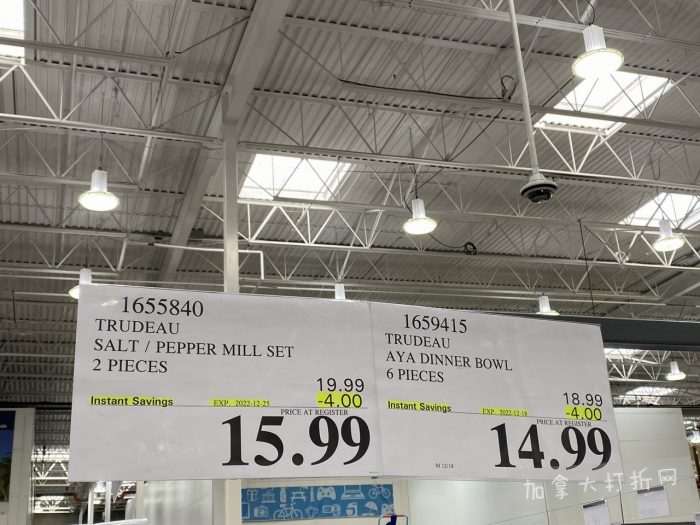 1655840
TRUDEAU
SALT / PEPPER MILL SET
2 PIECES
19.99
Instant Savings EXP. 2022-12-25 -4.00
PRICE AT REGISTER
15.99
1659415
TRUDEAU
AYA DINNER BOWL
6 PIECES
18.99
Instant Savings EXP. 2022-12-18 -4.00
PRICE AT REGISTER
14.99
加拿大打折网